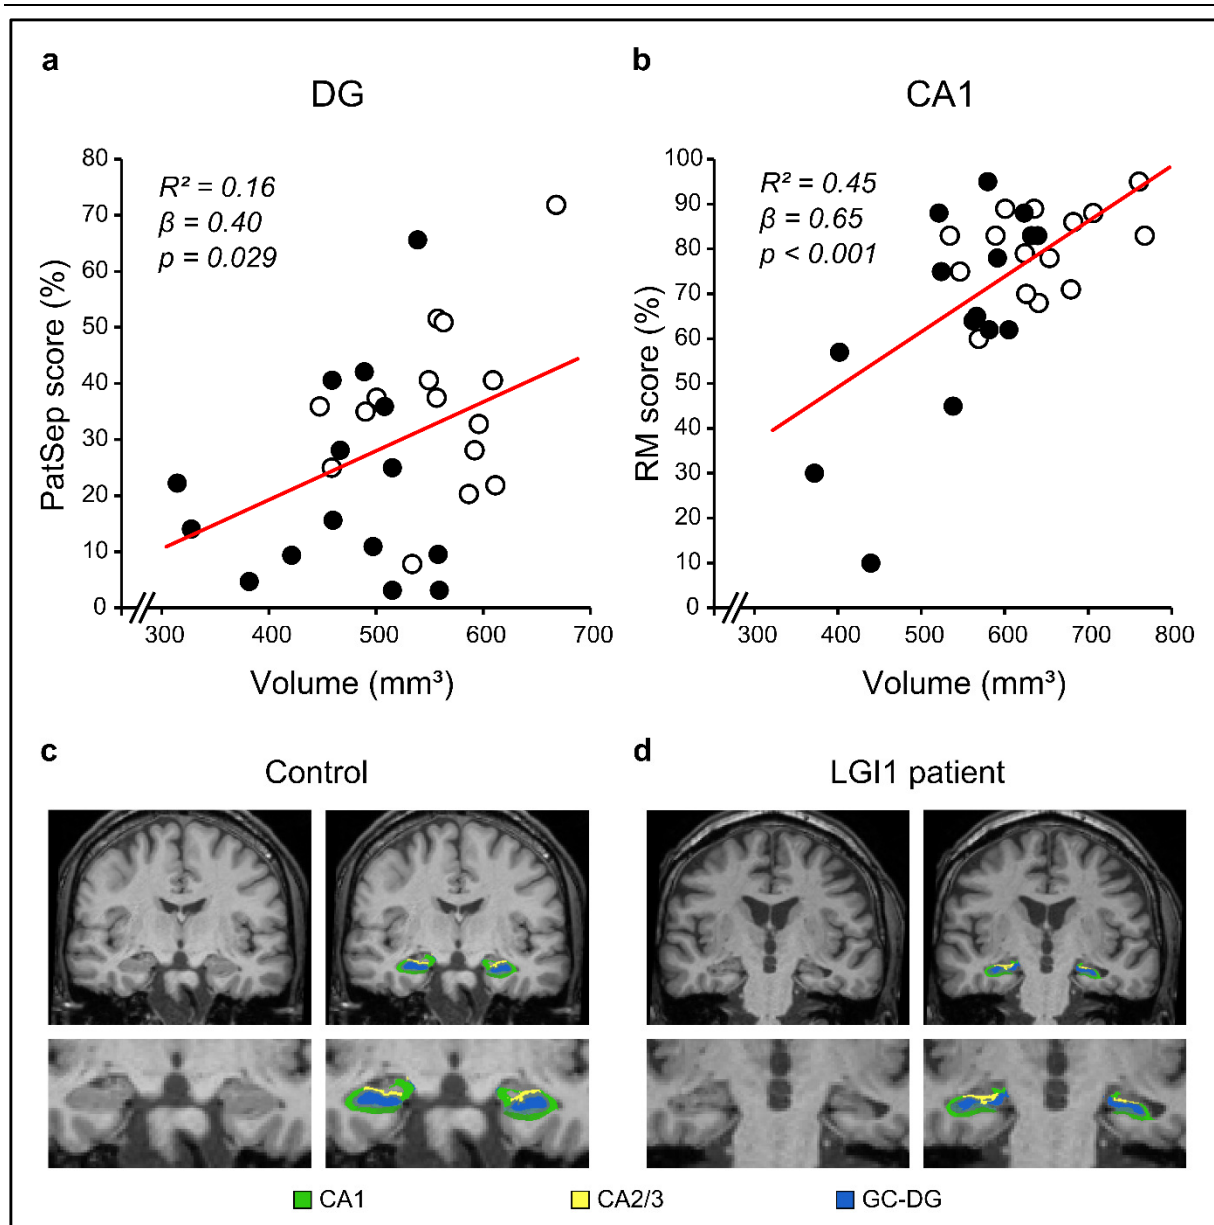 a
DG
80
70
60
50
40
30
20
10
0
R² = 0.16
β = 0.40
p = 0.029
PatSep score (%)
300 400 500 600 700
Volume (mm³)
b
CA1
100
90
80
70
60
50
40
30
20
10
0
R² = 0.45
β = 0.65
p < 0.001
RM score (%)
300 400 500 600 700 800
Volume (mm³)
c
Control
d
LGI1 patient
CA1 CA2/3 GC-DG